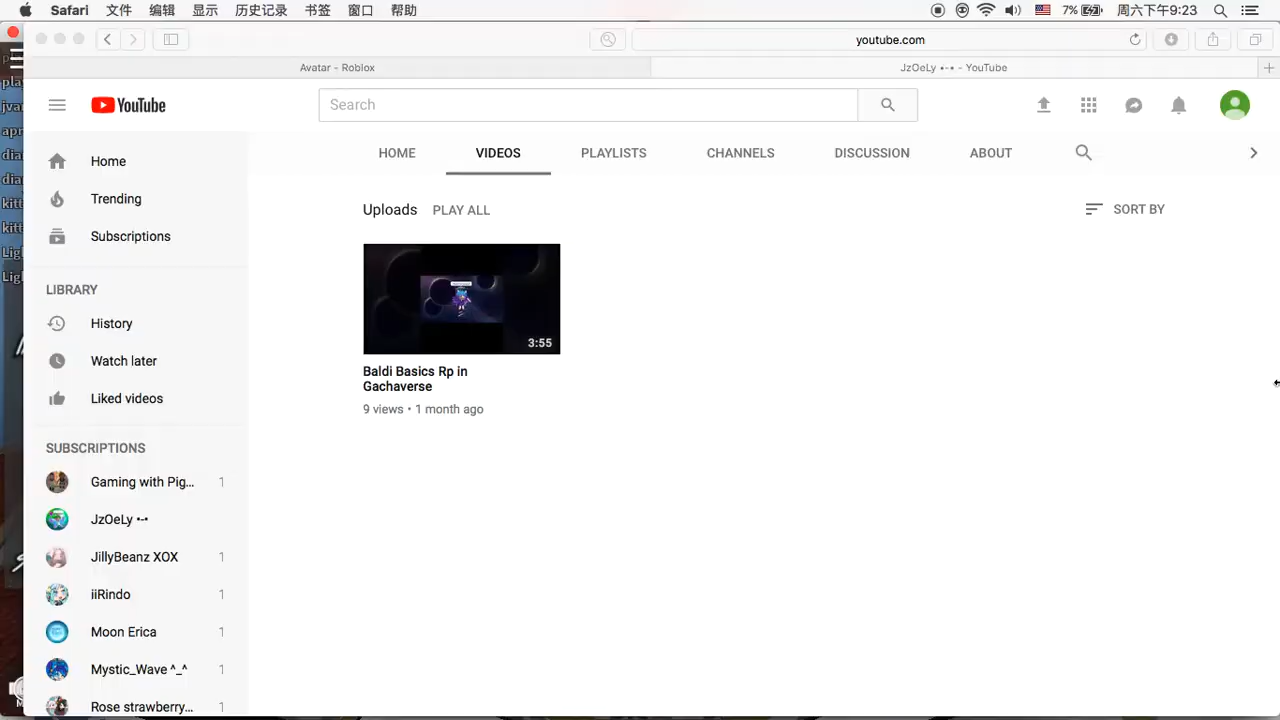 Safari 文件 编辑 显示 历史记录 书签 窗口 帮助 7% 周六下午9:23
youtube.com
Avatar - Roblox JzOeLy •-• - YouTube
YouTube Search
HOME VIDEOS PLAYLISTS CHANNELS DISCUSSION ABOUT
Home
Trending
Subscriptions
LIBRARY
History
Watch later
Liked videos
SUBSCRIPTIONS
Gaming with Pig... 1
JzOeLy •-•
JillyBeanz XOX 1
iiRindo 1
Moon Erica 1
Mystic_Wave ^_^ 1
Rose strawberry... 1
Uploads PLAY ALL SORT BY
3:55
Baldi Basics Rp in
Gachaverse
9 views • 1 month ago